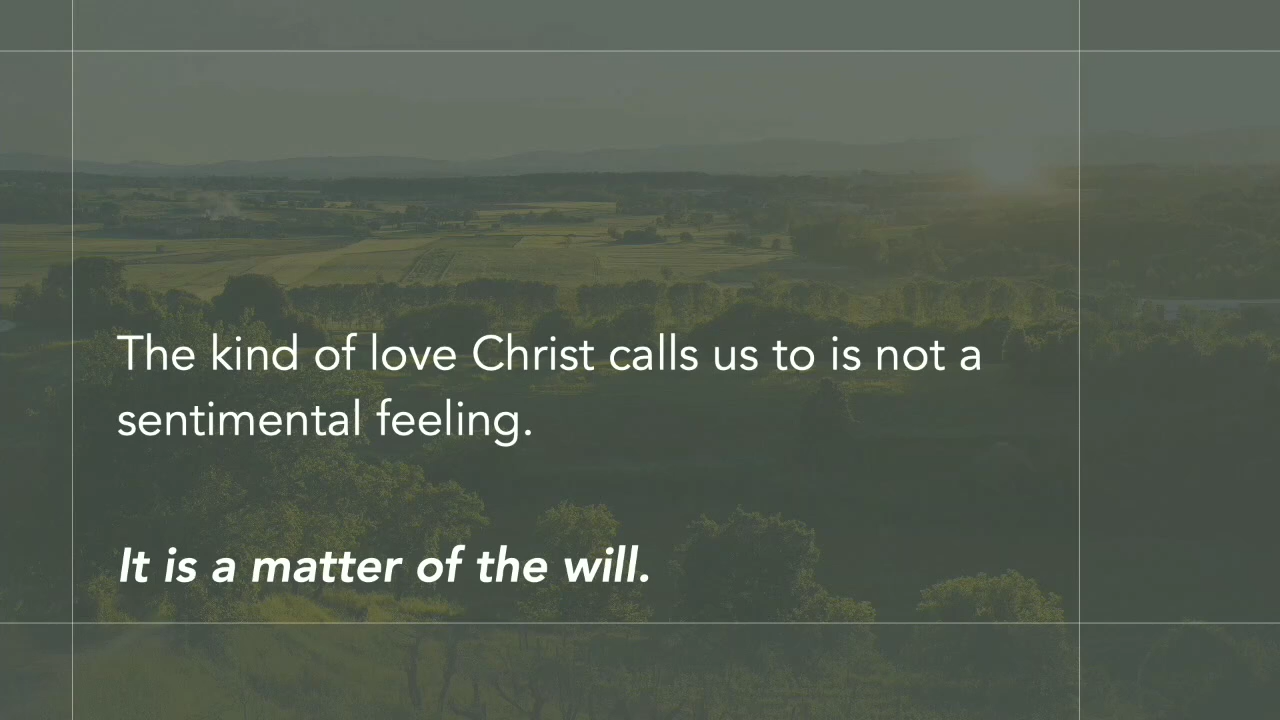 The kind of love Christ calls us to is not a
sentimental feeling.
It is a matter of the will.